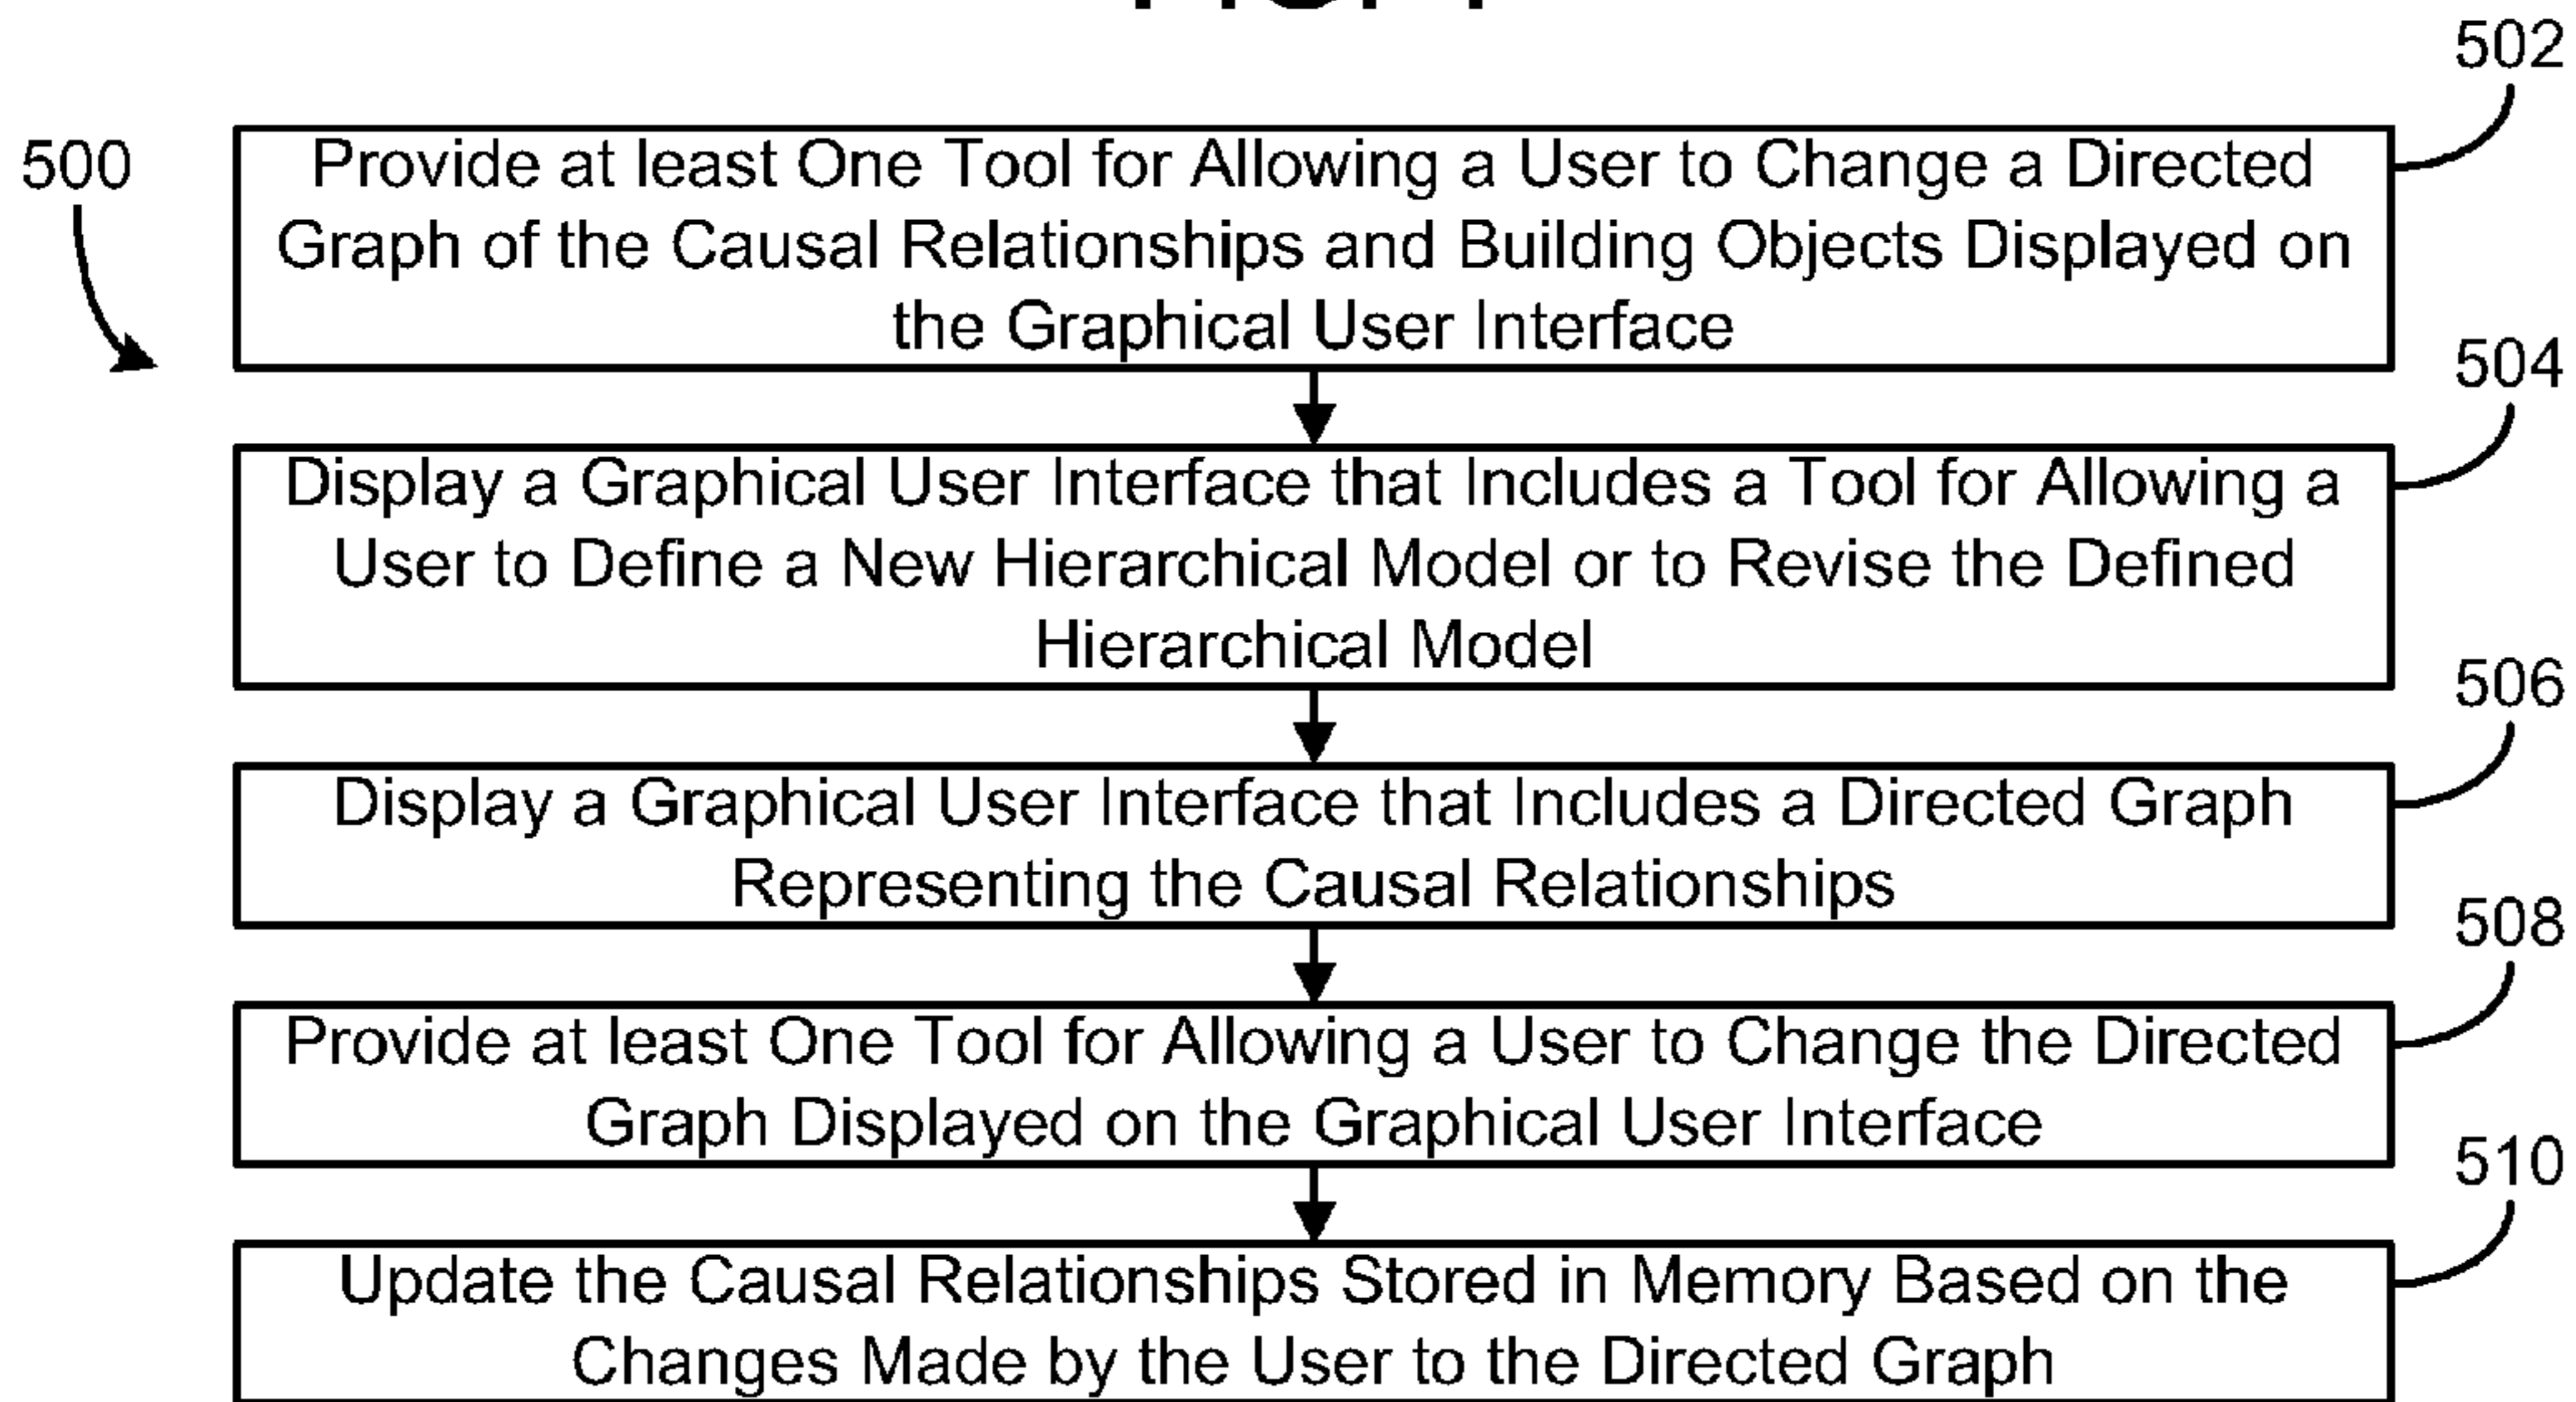 502
500
Provide at least One Tool for Allowing a User to Change a Directed
Graph of the Causal Relationships and Building Objects Displayed on
the Graphical User Interface
504
Display a Graphical User Interface that Includes a Tool for Allowing a
User to Define a New Hierarchical Model or to Revise the Defined
Hierarchical Model
506
Display a Graphical User Interface that Includes a Directed Graph
Representing the Causal Relationships
508
Provide at least One Tool for Allowing a User to Change the Directed
Graph Displayed on the Graphical User Interface
510
Update the Causal Relationships Stored in Memory Based on the
Changes Made by the User to the Directed Graph